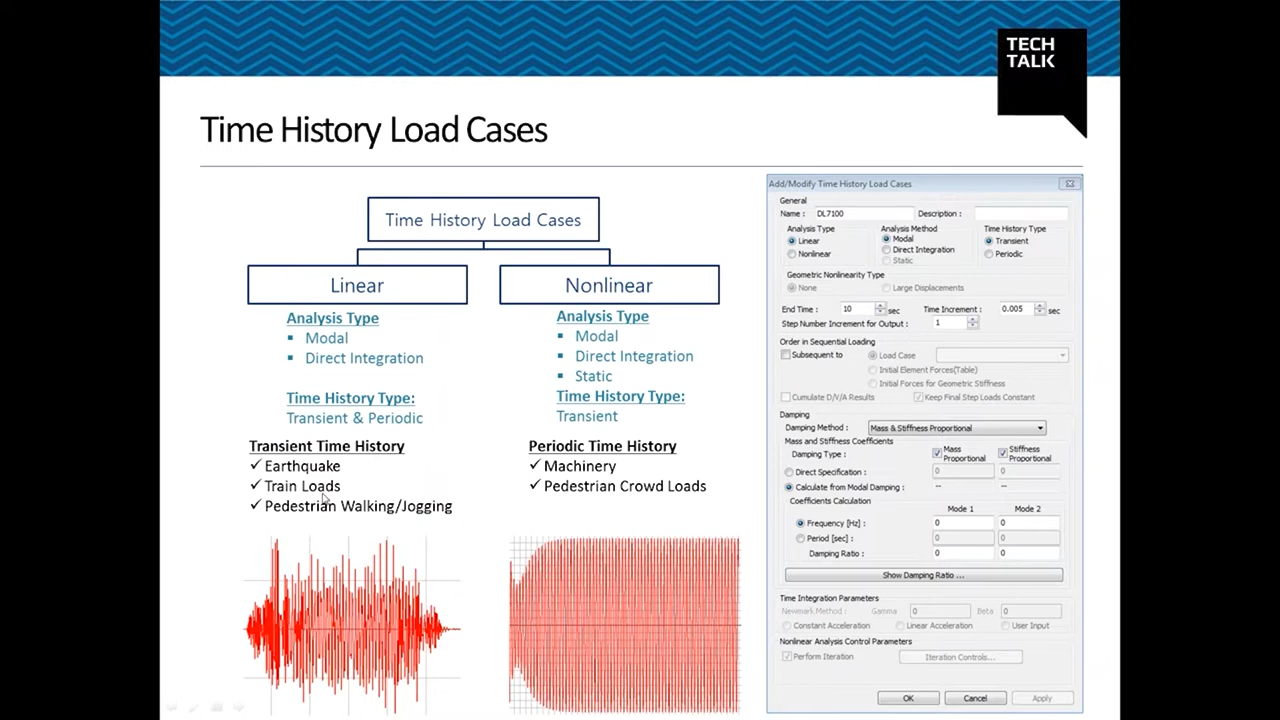 TECH
TALK
Time History Load Cases
Time History Load Cases
Linear
Nonlinear
Analysis Type
Modal
Direct Integration
Time History Type:
Transient & Periodic
Analysis Type
Modal
Direct Integration
Static
Time History Type:
Transient
Transient Time History
Earthquake
Train Loads
Pedestrian Walking/Jogging
Periodic Time History
Machinery
Pedestrian Crowd Loads
Add/Modify Time History Load Cases
General
Name : DL7100 Description :
Analysis Type Analysis Method Time History Type
Linear Modal Transient
Nonlinear Direct Integration Periodic
Static
Geometric Nonlinearity Type
None Large Displacements
End Time : 10 sec Time Increment : 0.005 sec
Step Number Increment for Output : 1
Order in Sequential Loading
Subsequent to Load Case
Initial Element Forces(Table)
Initial Forces for Geometric Stiffness
Cumulate D/V/A Results Keep Final Step Loads Constant
Damping
Damping Method : Mass & Stiffness Proportional
Mass and Stiffness Coefficients
Damping Type : Mass Proportional Stiffness Proportional
Direct Specification : 0 0
Calculate from Modal Damping : -- --
Coefficients Calculation
Mode 1 Mode 2
Frequency [Hz] : 0 0
Period [sec] : 0 0
Damping Ratio : 0 0
Show Damping Ratio ...
Time Integration Parameters
Newmark Method : Gamma 0 Beta 0
Constant Acceleration Linear Acceleration User Input
Nonlinear Analysis Control Parameters
Perform Iteration Iteration Controls...
OK Cancel Apply